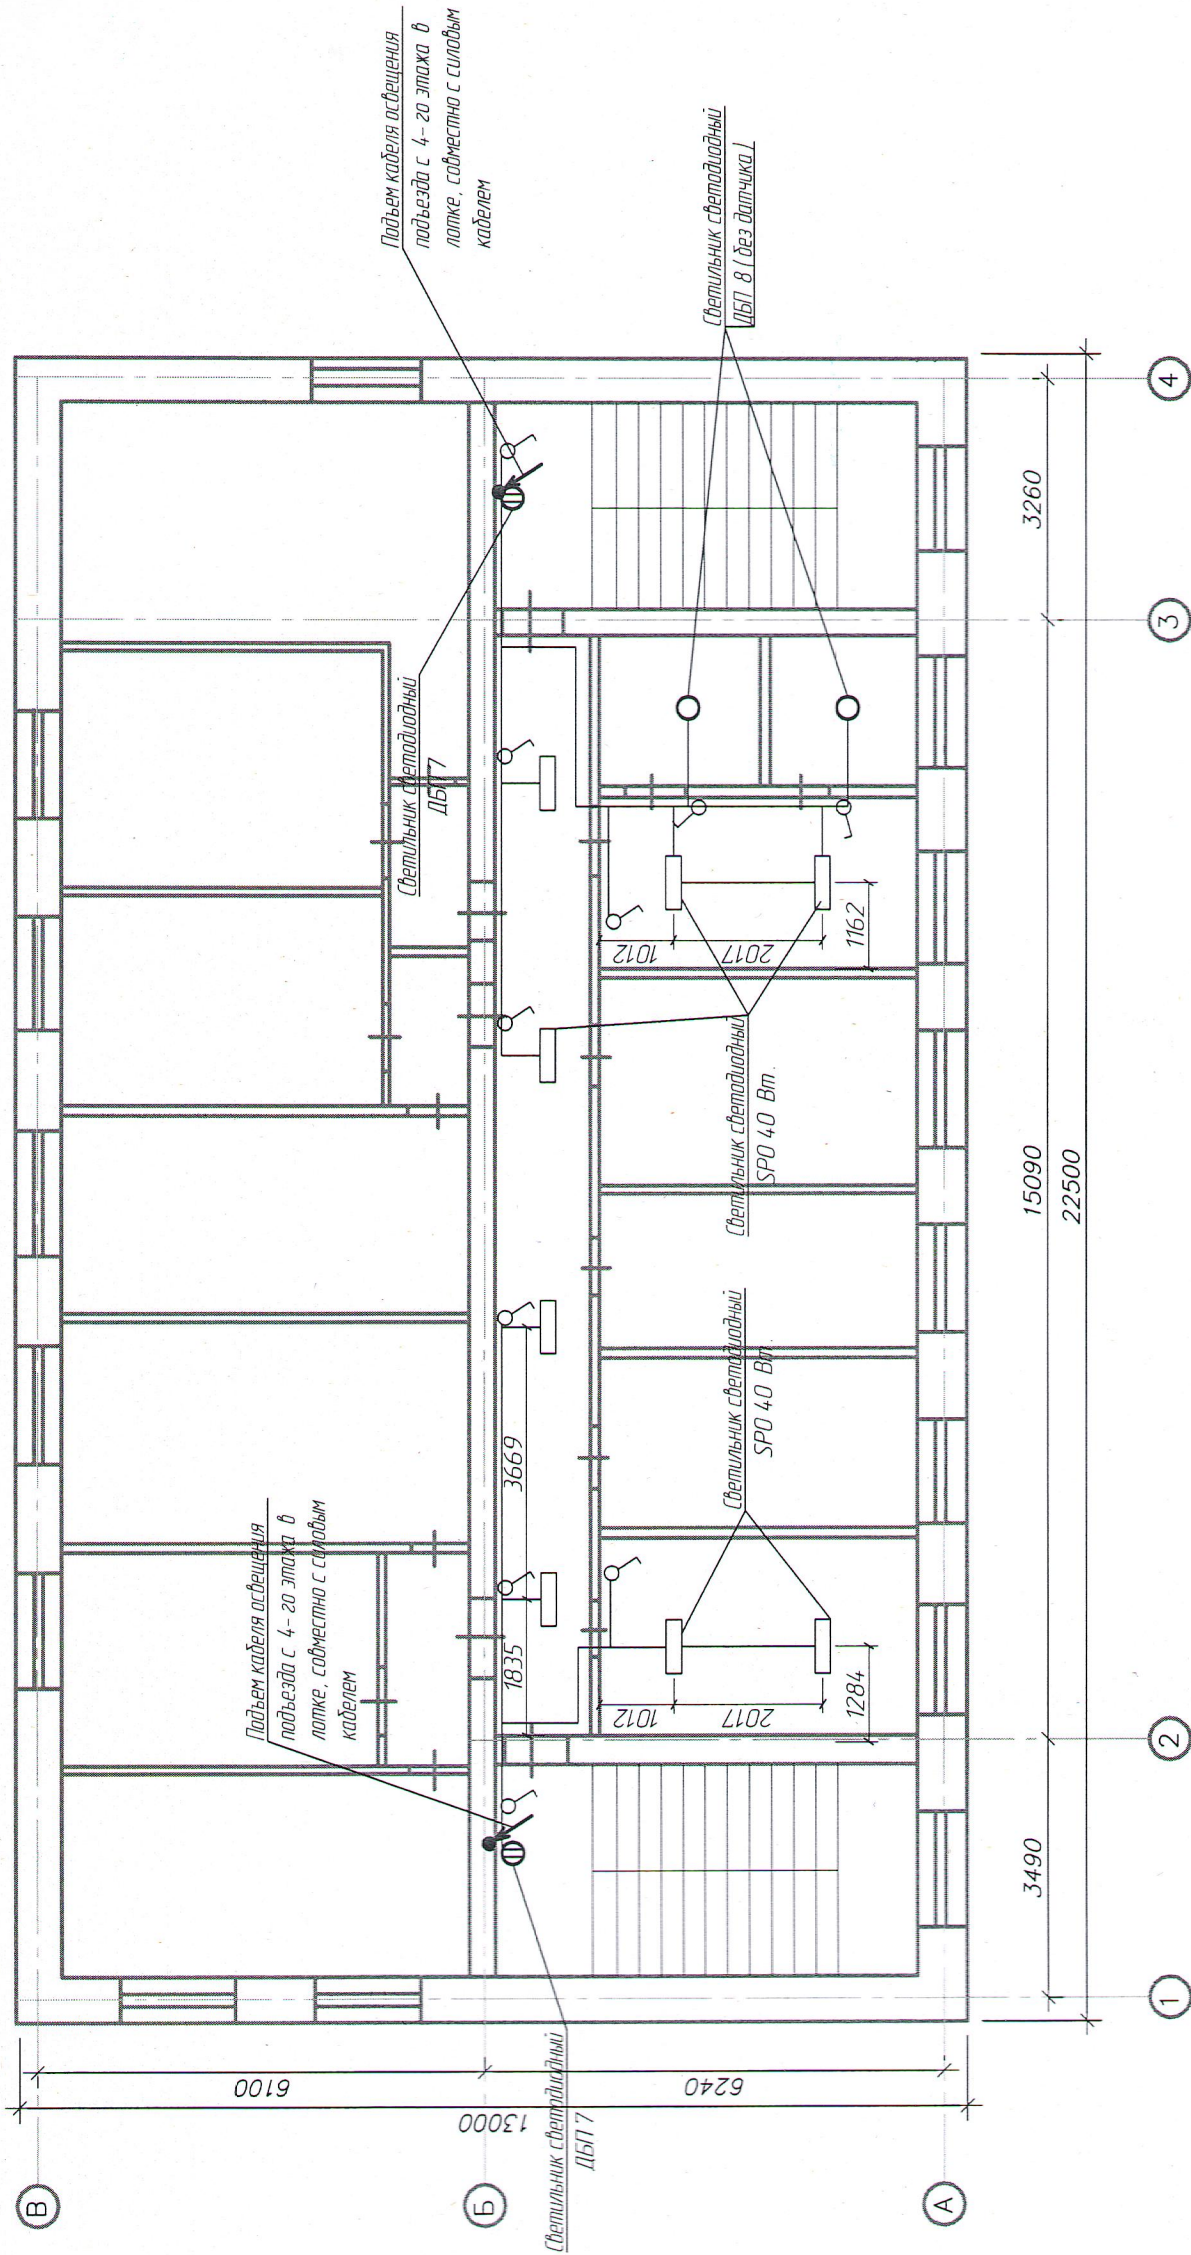 Подъем кабеля освещения
подъезда с 4-20 этажа в
лотке, совместно с силовым
кабелем
Подъем кабеля освещения
подъезда с 4-20 этажа в
лотке, совместно с силовым
кабелем
Светильник светодиодный
ДБП7
Светильник светодиодный
ДБП 7
Светильник светодиодный
ДБП 8 (без датчика)
Светильник светодиодный
SPO 40 Вт.
Светильник светодиодный
SPO 40 Вт.
1835
3669
1012
2017
1284
1012
2017
1162
6100
6240
13000
3490
15090
3260
22500
В
Б
А
1
2
3
4